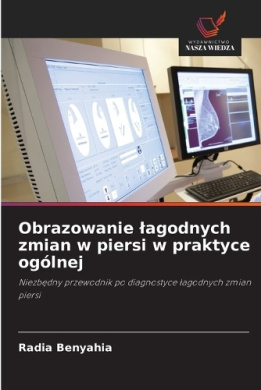 WYDAWNICTWO
NASZA WIEDZA
Obrazowanie łagodnych
zmian w piersi w praktyce
ogólnej
Niezbędny przewodnik po diagnostyce łagodnych zmian
piersi
Radia Benyahia